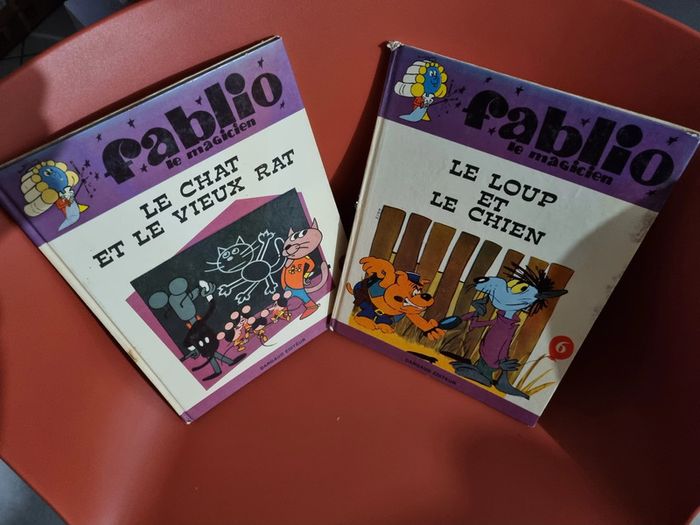 fablio
le magicien
LE CHAT
ET LE VIEUX RAT
DARGAUD EDITEUR
fablio
le magicien
LE LOUP
ET
LE CHIEN
6
DARGAUD EDITEUR